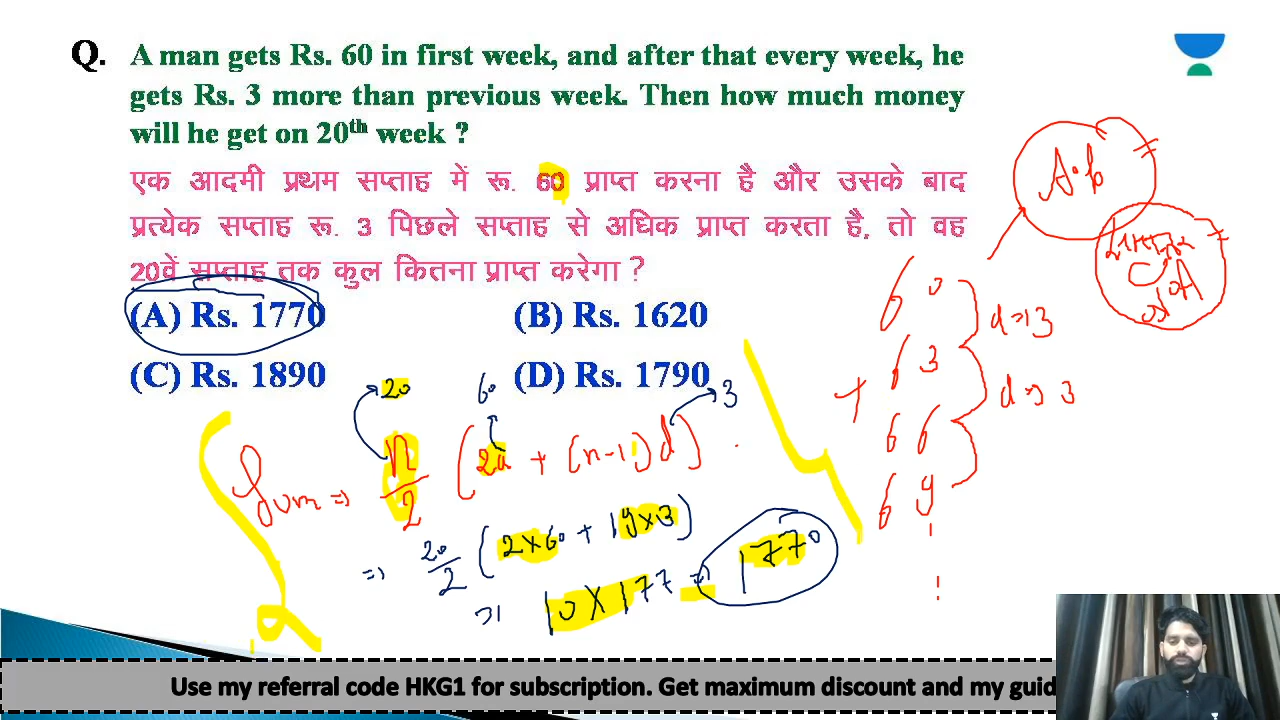 Q. A man gets Rs. 60 in first week, and after that every week, he
gets Rs. 3 more than previous week. Then how much money
will he get on 20th week ?
एक आदमी प्रथम सप्ताह में रू. 60 प्राप्त करना है और उसके बाद
प्रत्येक सप्ताह रू. 3 पिछले सप्ताह से अधिक प्राप्त करता है, तो वह
20वें सप्ताह तक कुल कितना प्राप्त करेगा ?
(A) Rs. 1770 (B) Rs. 1620
(C) Rs. 1890 (D) Rs. 1790
20 60 3
Sum => n/2 (2a + (n-1)d)
=> 20/2 (2×60 + 19×3)
=> 10 × 177 => 1770
A.P.
60
63
66
69
d=>3
d=>3
Use my referral code HKG1 for subscription. Get maximum discount and my guid